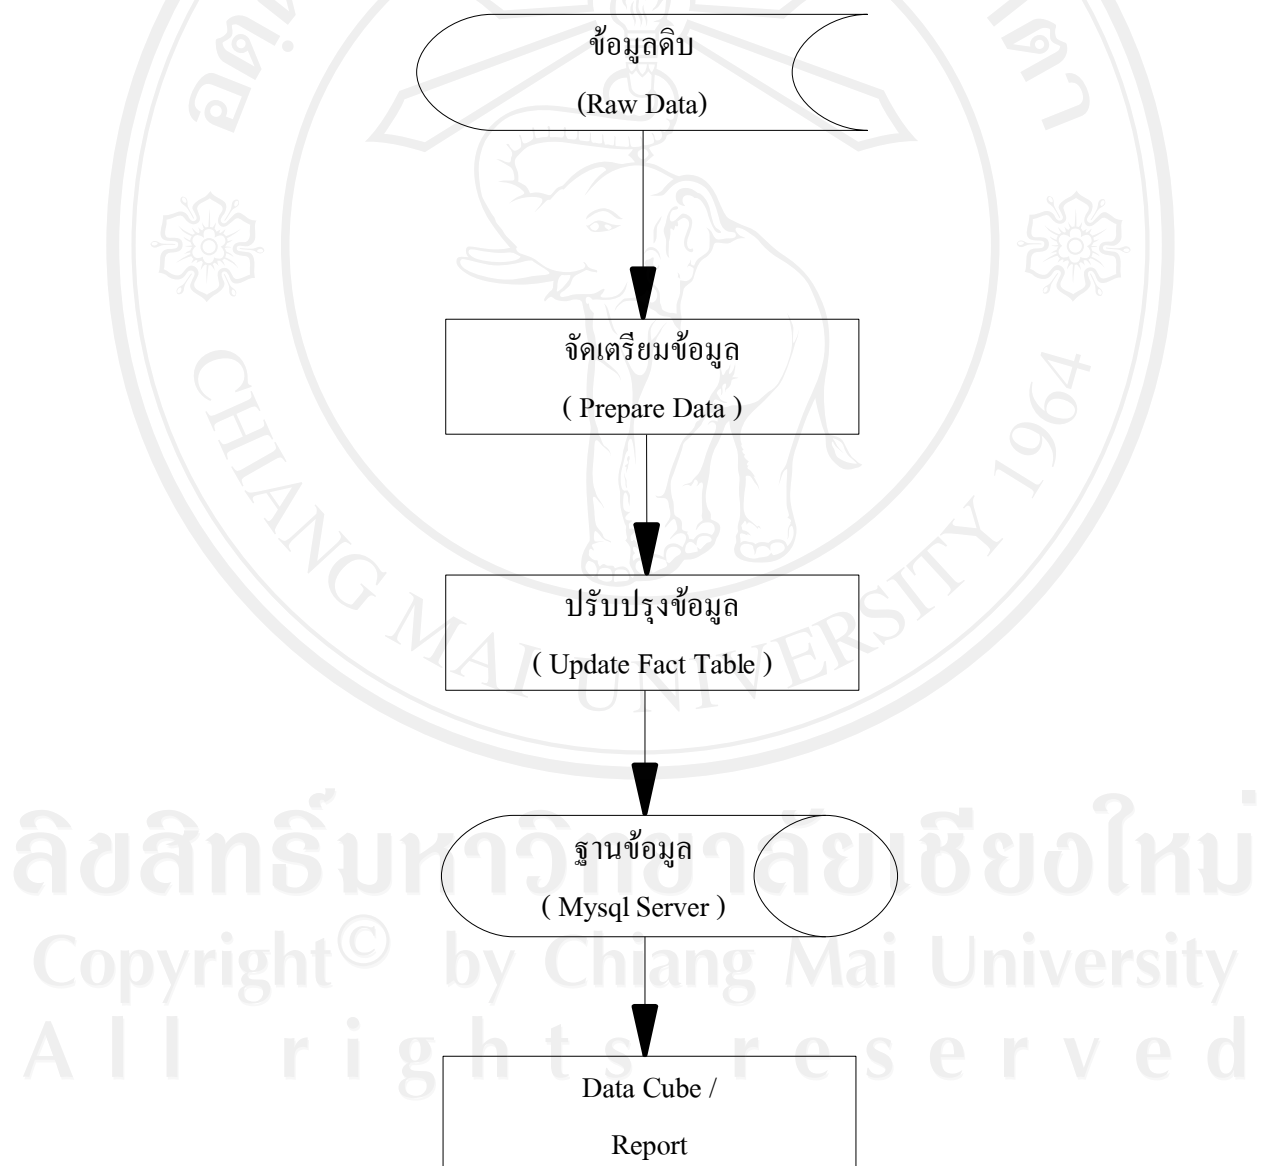 ข้อมูลดิบ
(Raw Data)
จัดเตรียมข้อมูล
( Prepare Data )
ปรับปรุงข้อมูล
( Update Fact Table )
ฐานข้อมูล
( Mysql Server )
Data Cube /
Report
CHIANG MAI UNIVERSITY 1964
ลิขสิทธิ์มหาวิทยาลัยเชียงใหม่
Copyright© by Chiang Mai University
All rights reserved